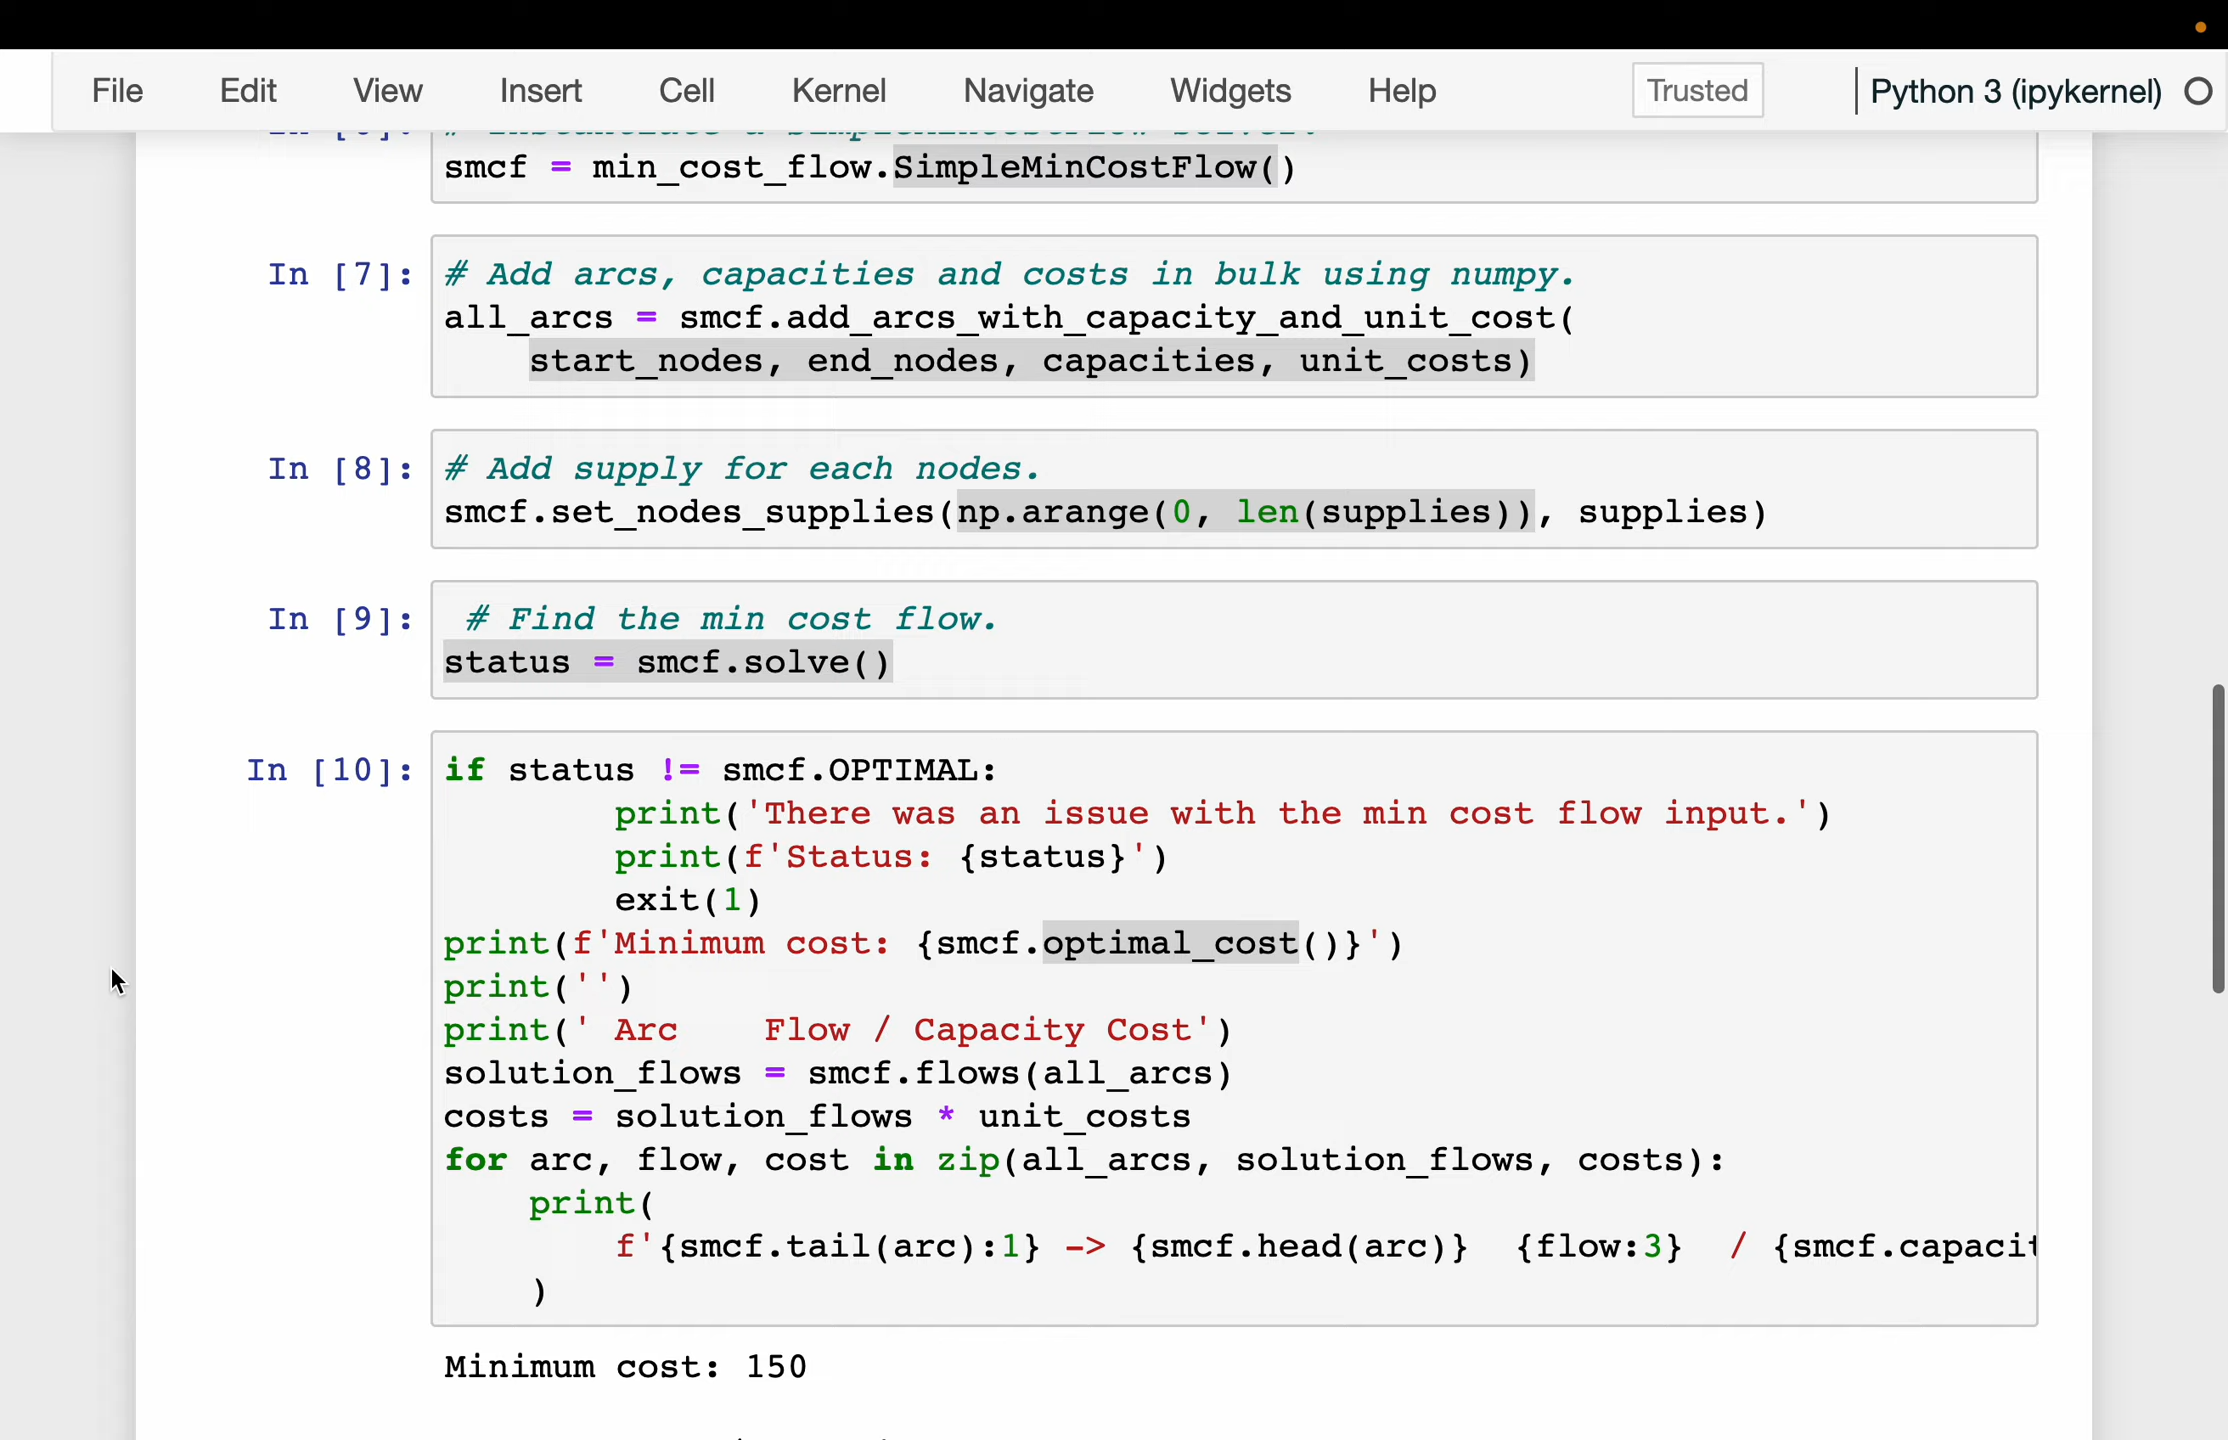 File Edit View Insert Cell Kernel Navigate Widgets Help Trusted Python 3 (ipykernel)
smcf = min_cost_flow.SimpleMinCostFlow()
In [7]: # Add arcs, capacities and costs in bulk using numpy.
all_arcs = smcf.add_arcs_with_capacity_and_unit_cost(
    start_nodes, end_nodes, capacities, unit_costs)
In [8]: # Add supply for each nodes.
smcf.set_nodes_supplies(np.arange(0, len(supplies)), supplies)
In [9]:  # Find the min cost flow.
status = smcf.solve()
In [10]: if status != smcf.OPTIMAL:
        print('There was an issue with the min cost flow input.')
        print(f'Status: {status}')
        exit(1)
print(f'Minimum cost: {smcf.optimal_cost()}')
print('')
print(' Arc    Flow / Capacity Cost')
solution_flows = smcf.flows(all_arcs)
costs = solution_flows * unit_costs
for arc, flow, cost in zip(all_arcs, solution_flows, costs):
    print(
        f'{smcf.tail(arc):1} -> {smcf.head(arc)}  {flow:3}  / {smcf.capacit
    )
Minimum cost: 150